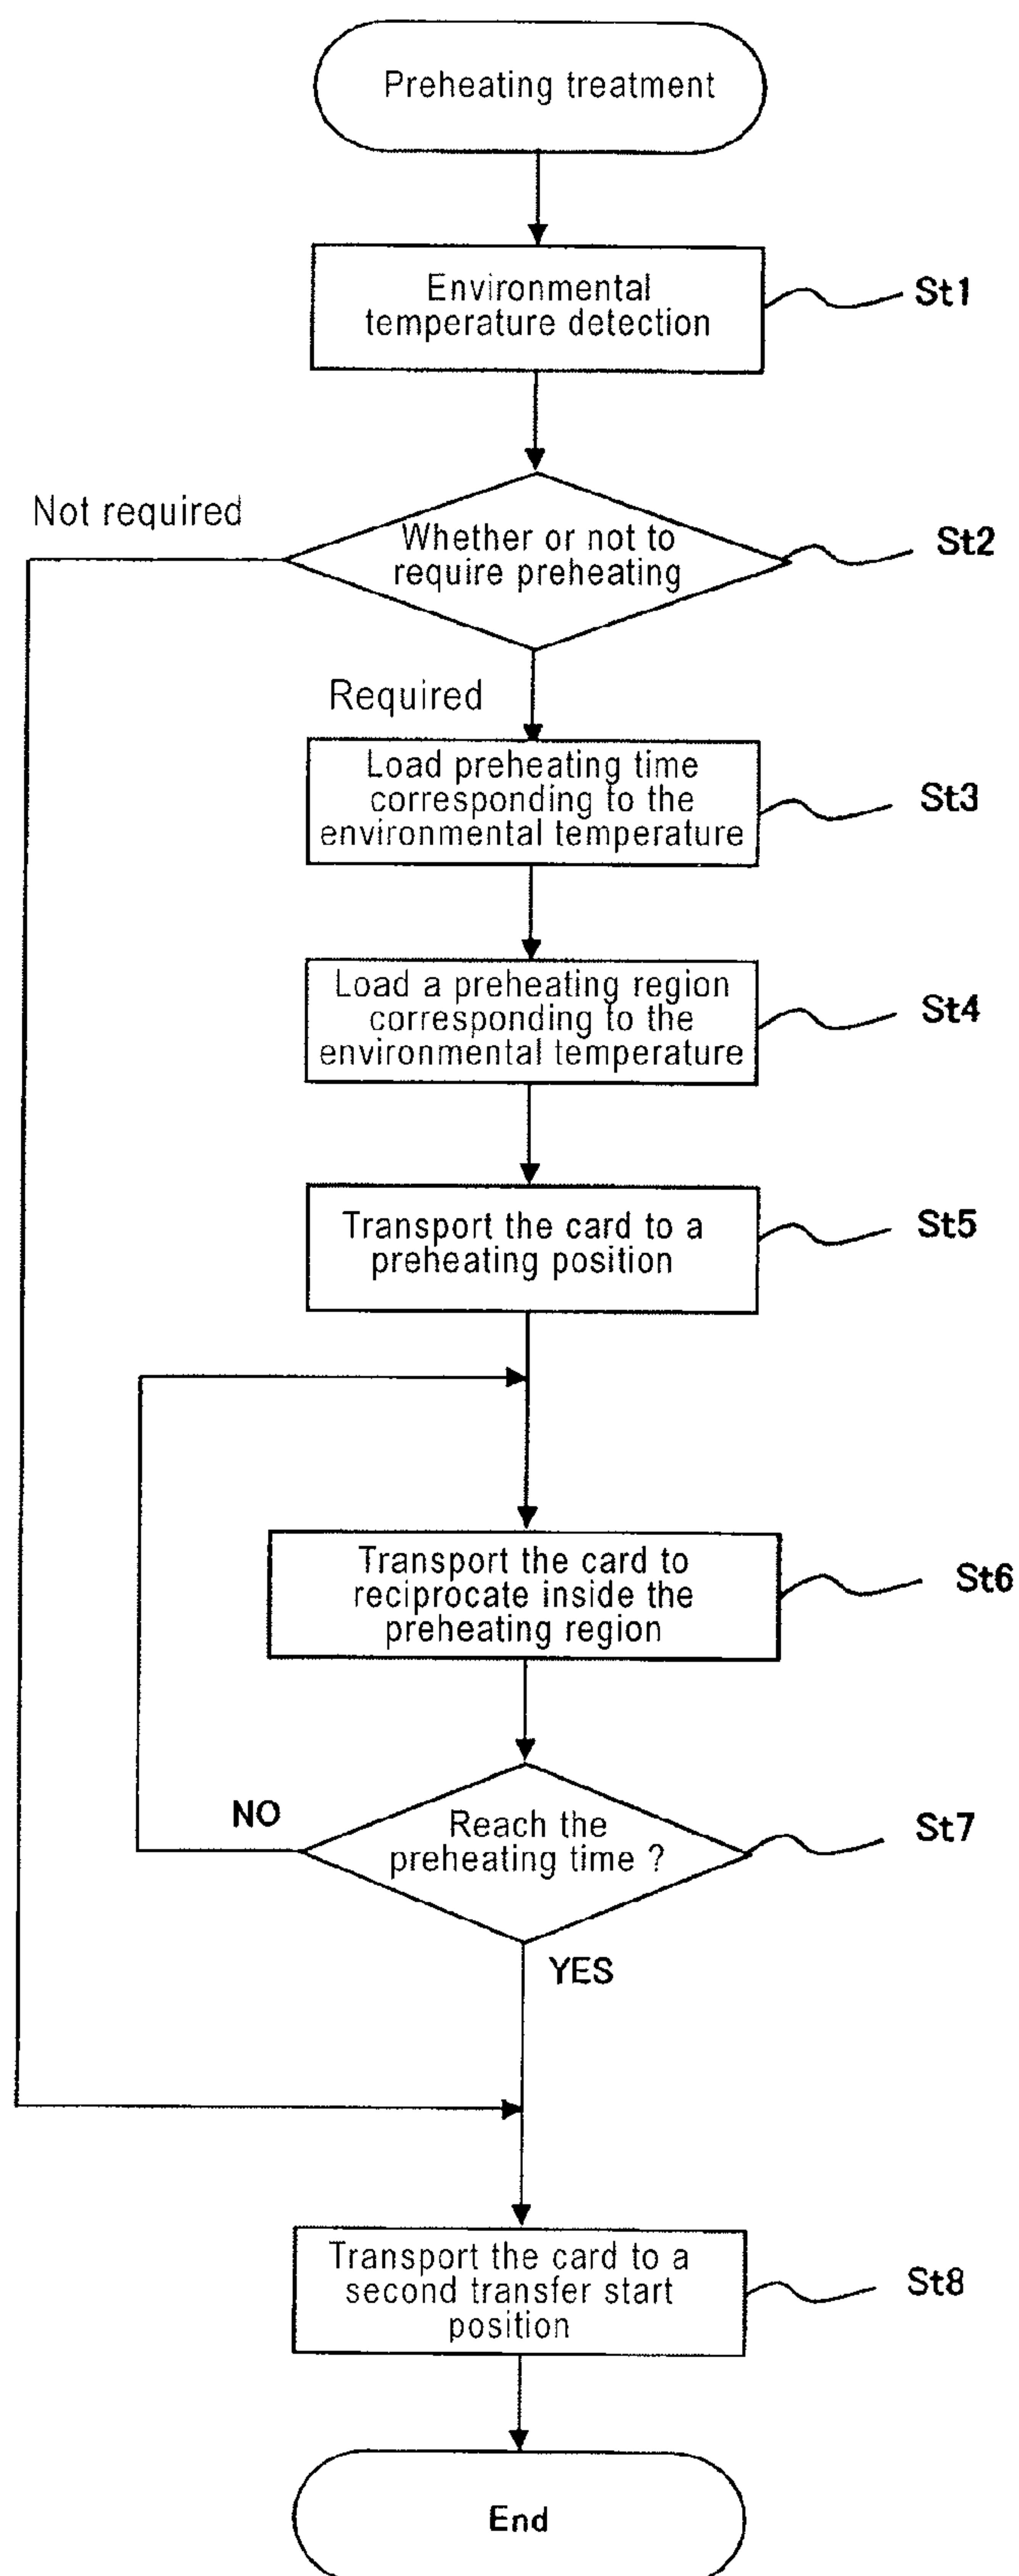 Preheating treatment
Environmental
temperature detection
St1
Not required
Whether or not to
require preheating
St2
Required
Load preheating time
corresponding to the
environmental temperature
St3
Load a preheating region
corresponding to the
environmental temperature
St4
Transport the card to a
preheating position
St5
Transport the card to
reciprocate inside the
preheating region
St6
NO
Reach the
preheating time ?
St7
YES
Transport the card to a
second transfer start
position
St8
End